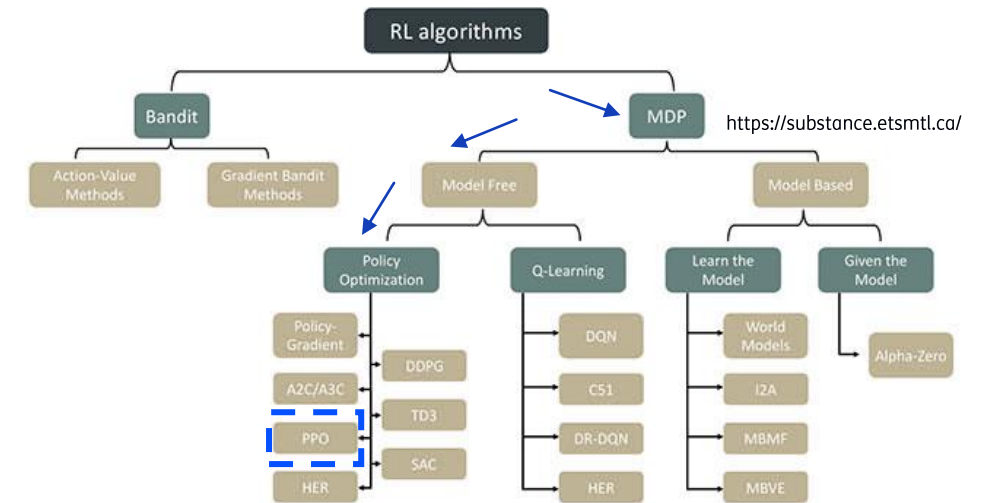 RL algorithms
Bandit
MDP
https://substance.etsmtl.ca/
Action-Value
Methods
Gradient Bandit
Methods
Model Free
Model Based
Policy
Optimization
Q-Learning
Learn the
Model
Given the
Model
Policy-
Gradient
DDPG
A2C/A3C
TD3
PPO
SAC
HER
DQN
C51
DR-DQN
HER
World
Models
I2A
MBMF
MBVE
Alpha-Zero